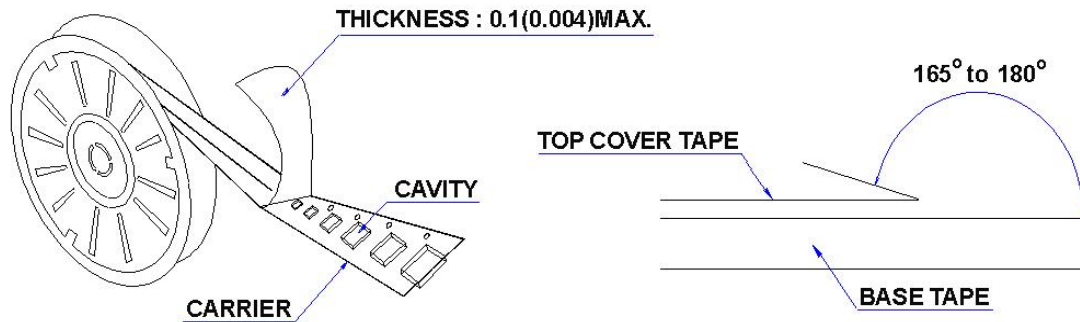 THICKNESS : 0.1(0.004)MAX.
165° to 180°
TOP COVER TAPE
CAVITY
CARRIER
BASE TAPE